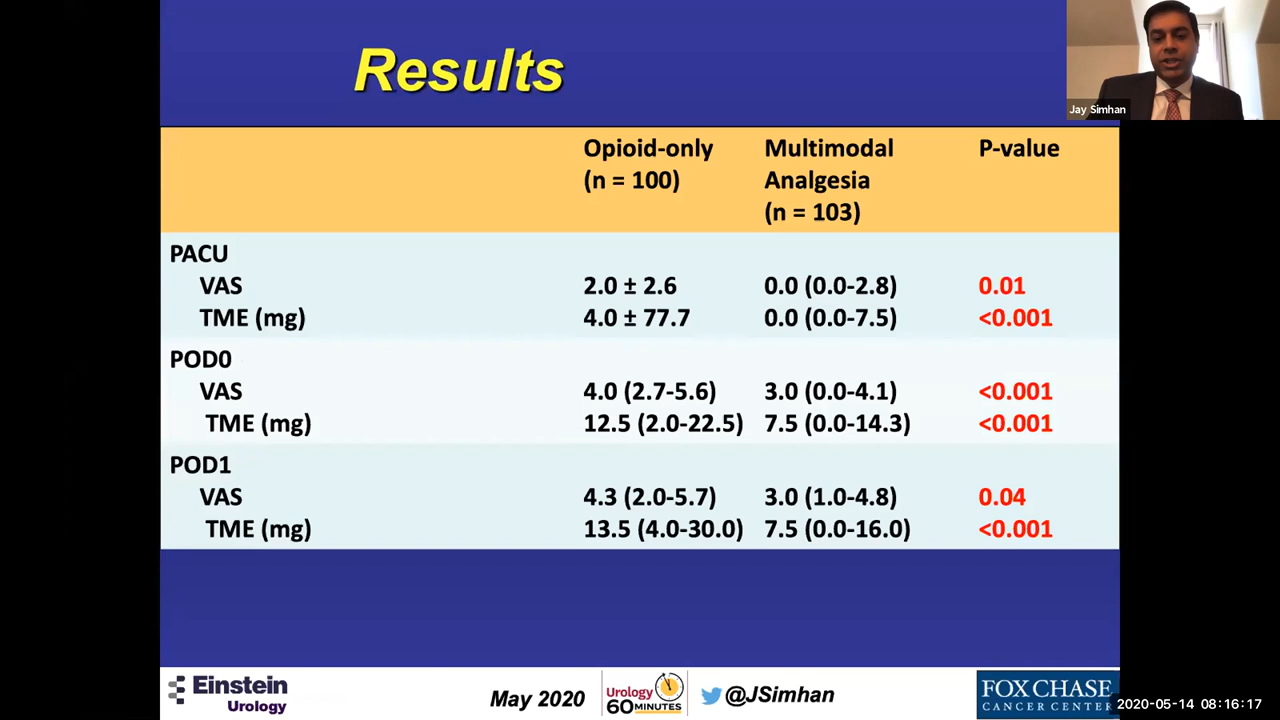 Results
Jay Simhan
Opioid-only (n = 100)
Multimodal Analgesia (n = 103)
P-value
PACU
VAS 2.0 ± 2.6 0.0 (0.0-2.8) 0.01
TME (mg) 4.0 ± 77.7 0.0 (0.0-7.5) <0.001
POD0
VAS 4.0 (2.7-5.6) 3.0 (0.0-4.1) <0.001
TME (mg) 12.5 (2.0-22.5) 7.5 (0.0-14.3) <0.001
POD1
VAS 4.3 (2.0-5.7) 3.0 (1.0-4.8) 0.04
TME (mg) 13.5 (4.0-30.0) 7.5 (0.0-16.0) <0.001
Einstein
Urology
May 2020
Urology
60 MINUTES
@JSimhan
FOX CHASE
CANCER CENTER
2020-05-14 08:16:17